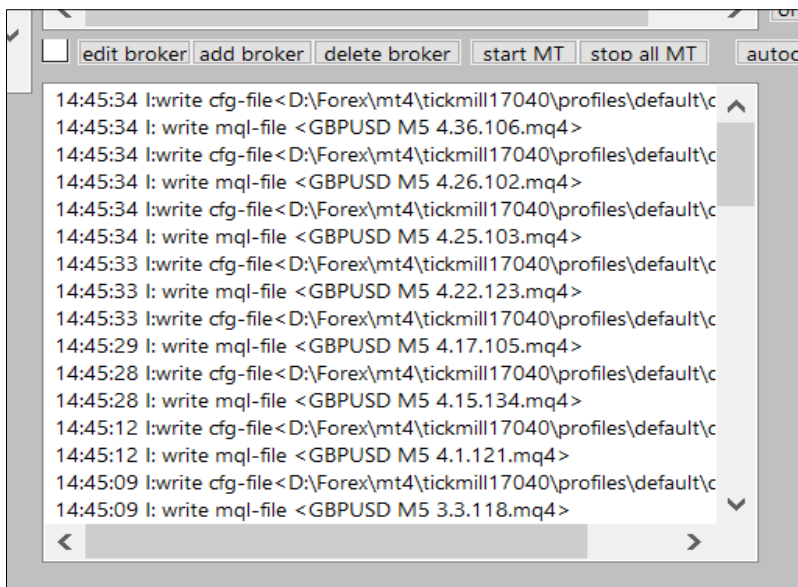 edit broker add broker delete broker start MT stop all MT
14:45:34 I:write cfg-file<D:\Forex\mt4\tickmill17040\profiles\default\c
14:45:34 I: write mql-file <GBPUSD M5 4.36.106.mq4>
14:45:34 I:write cfg-file<D:\Forex\mt4\tickmill17040\profiles\default\c
14:45:34 I: write mql-file <GBPUSD M5 4.26.102.mq4>
14:45:34 I:write cfg-file<D:\Forex\mt4\tickmill17040\profiles\default\c
14:45:34 I: write mql-file <GBPUSD M5 4.25.103.mq4>
14:45:33 I:write cfg-file<D:\Forex\mt4\tickmill17040\profiles\default\c
14:45:33 I: write mql-file <GBPUSD M5 4.22.123.mq4>
14:45:33 I:write cfg-file<D:\Forex\mt4\tickmill17040\profiles\default\c
14:45:29 I: write mql-file <GBPUSD M5 4.17.105.mq4>
14:45:28 I:write cfg-file<D:\Forex\mt4\tickmill17040\profiles\default\c
14:45:28 I: write mql-file <GBPUSD M5 4.15.134.mq4>
14:45:12 I:write cfg-file<D:\Forex\mt4\tickmill17040\profiles\default\c
14:45:12 I: write mql-file <GBPUSD M5 4.1.121.mq4>
14:45:09 I:write cfg-file<D:\Forex\mt4\tickmill17040\profiles\default\c
14:45:09 I: write mql-file <GBPUSD M5 3.3.118.mq4>